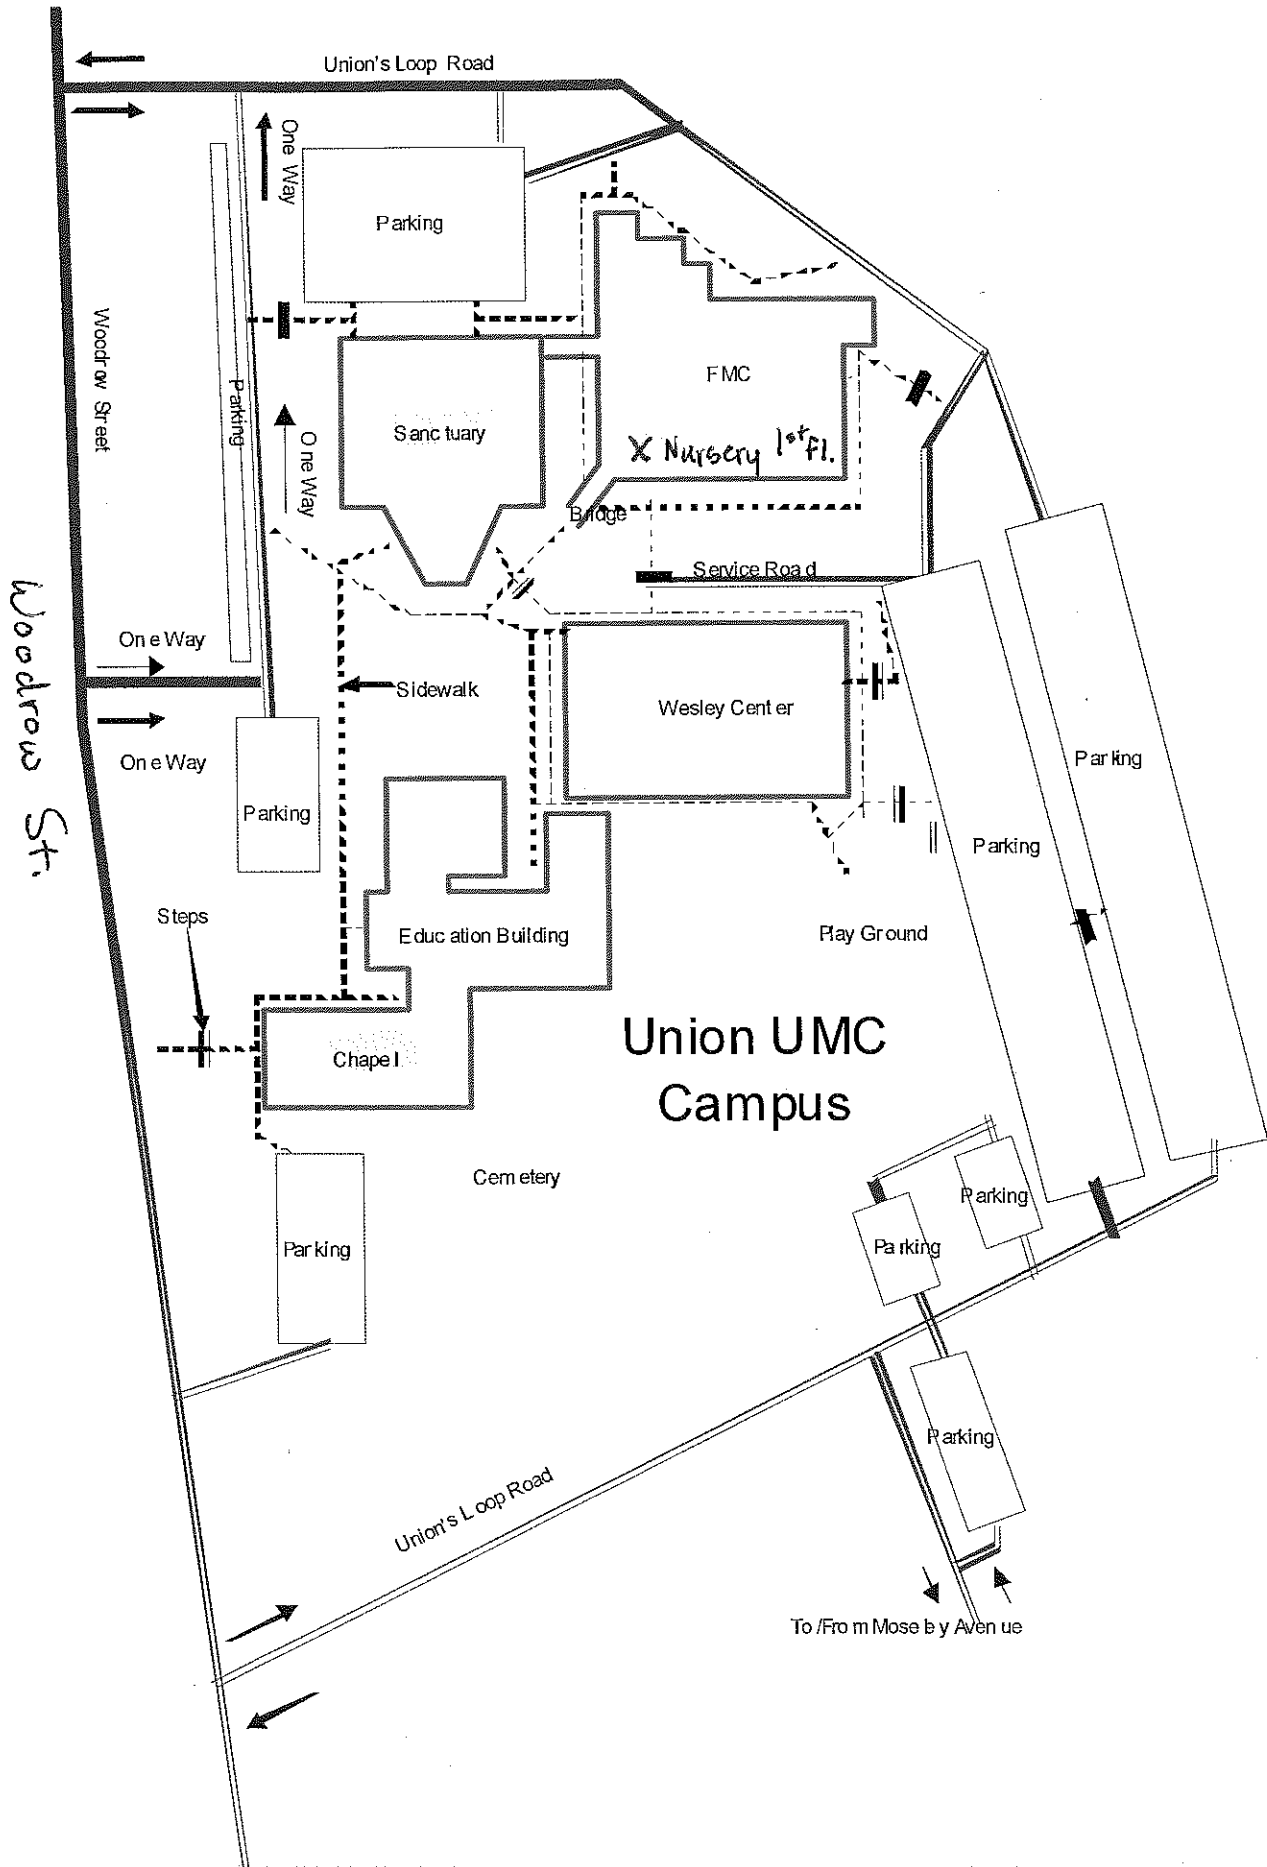 Union's Loop Road
One Way
Parking
Woodrow Street
Parking
FMC
Sanctuary
One Way
X Nursery 1st Fl.
Bridge
Service Road
Woodrow St.
One Way
Sidewalk
Wesley Center
One Way
Parking
Parking
Parking
Steps
Education Building
Play Ground
Union UMC
Campus
Chapel
Cemetery
Parking
Parking
Parking
Parking
Union's Loop Road
To/From Moseby Avenue